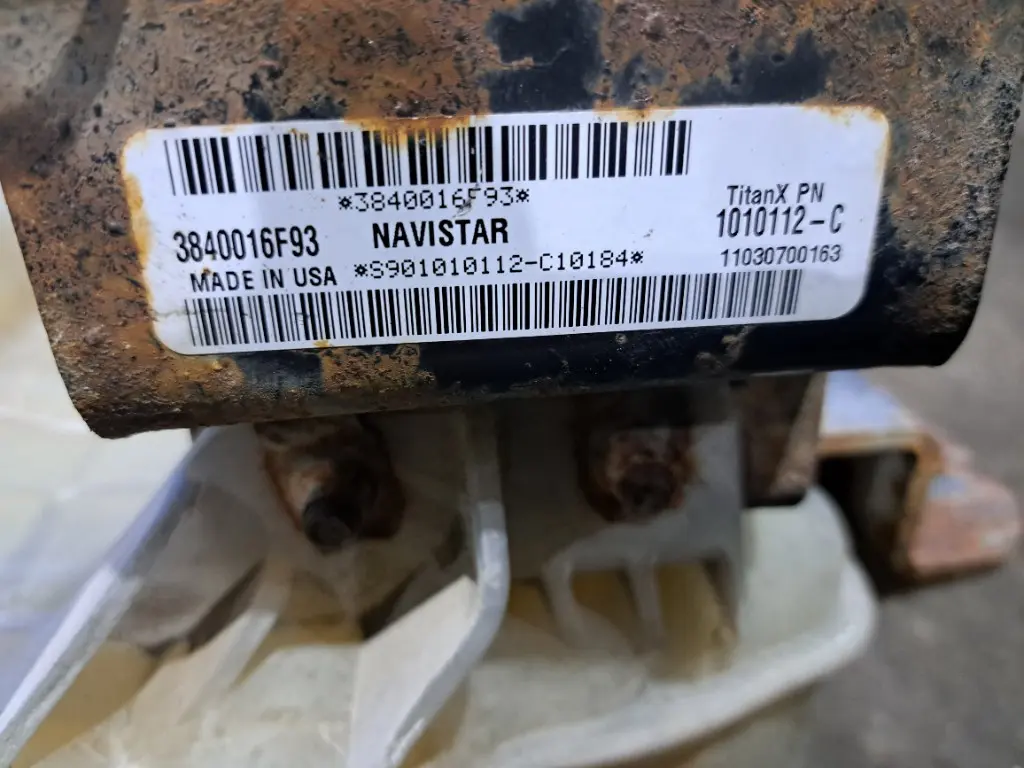 *3840016F93*
TitanX PN
3840016F93 NAVISTAR 1010112-C
MADE IN USA *S901010112-C10184* 11030700163